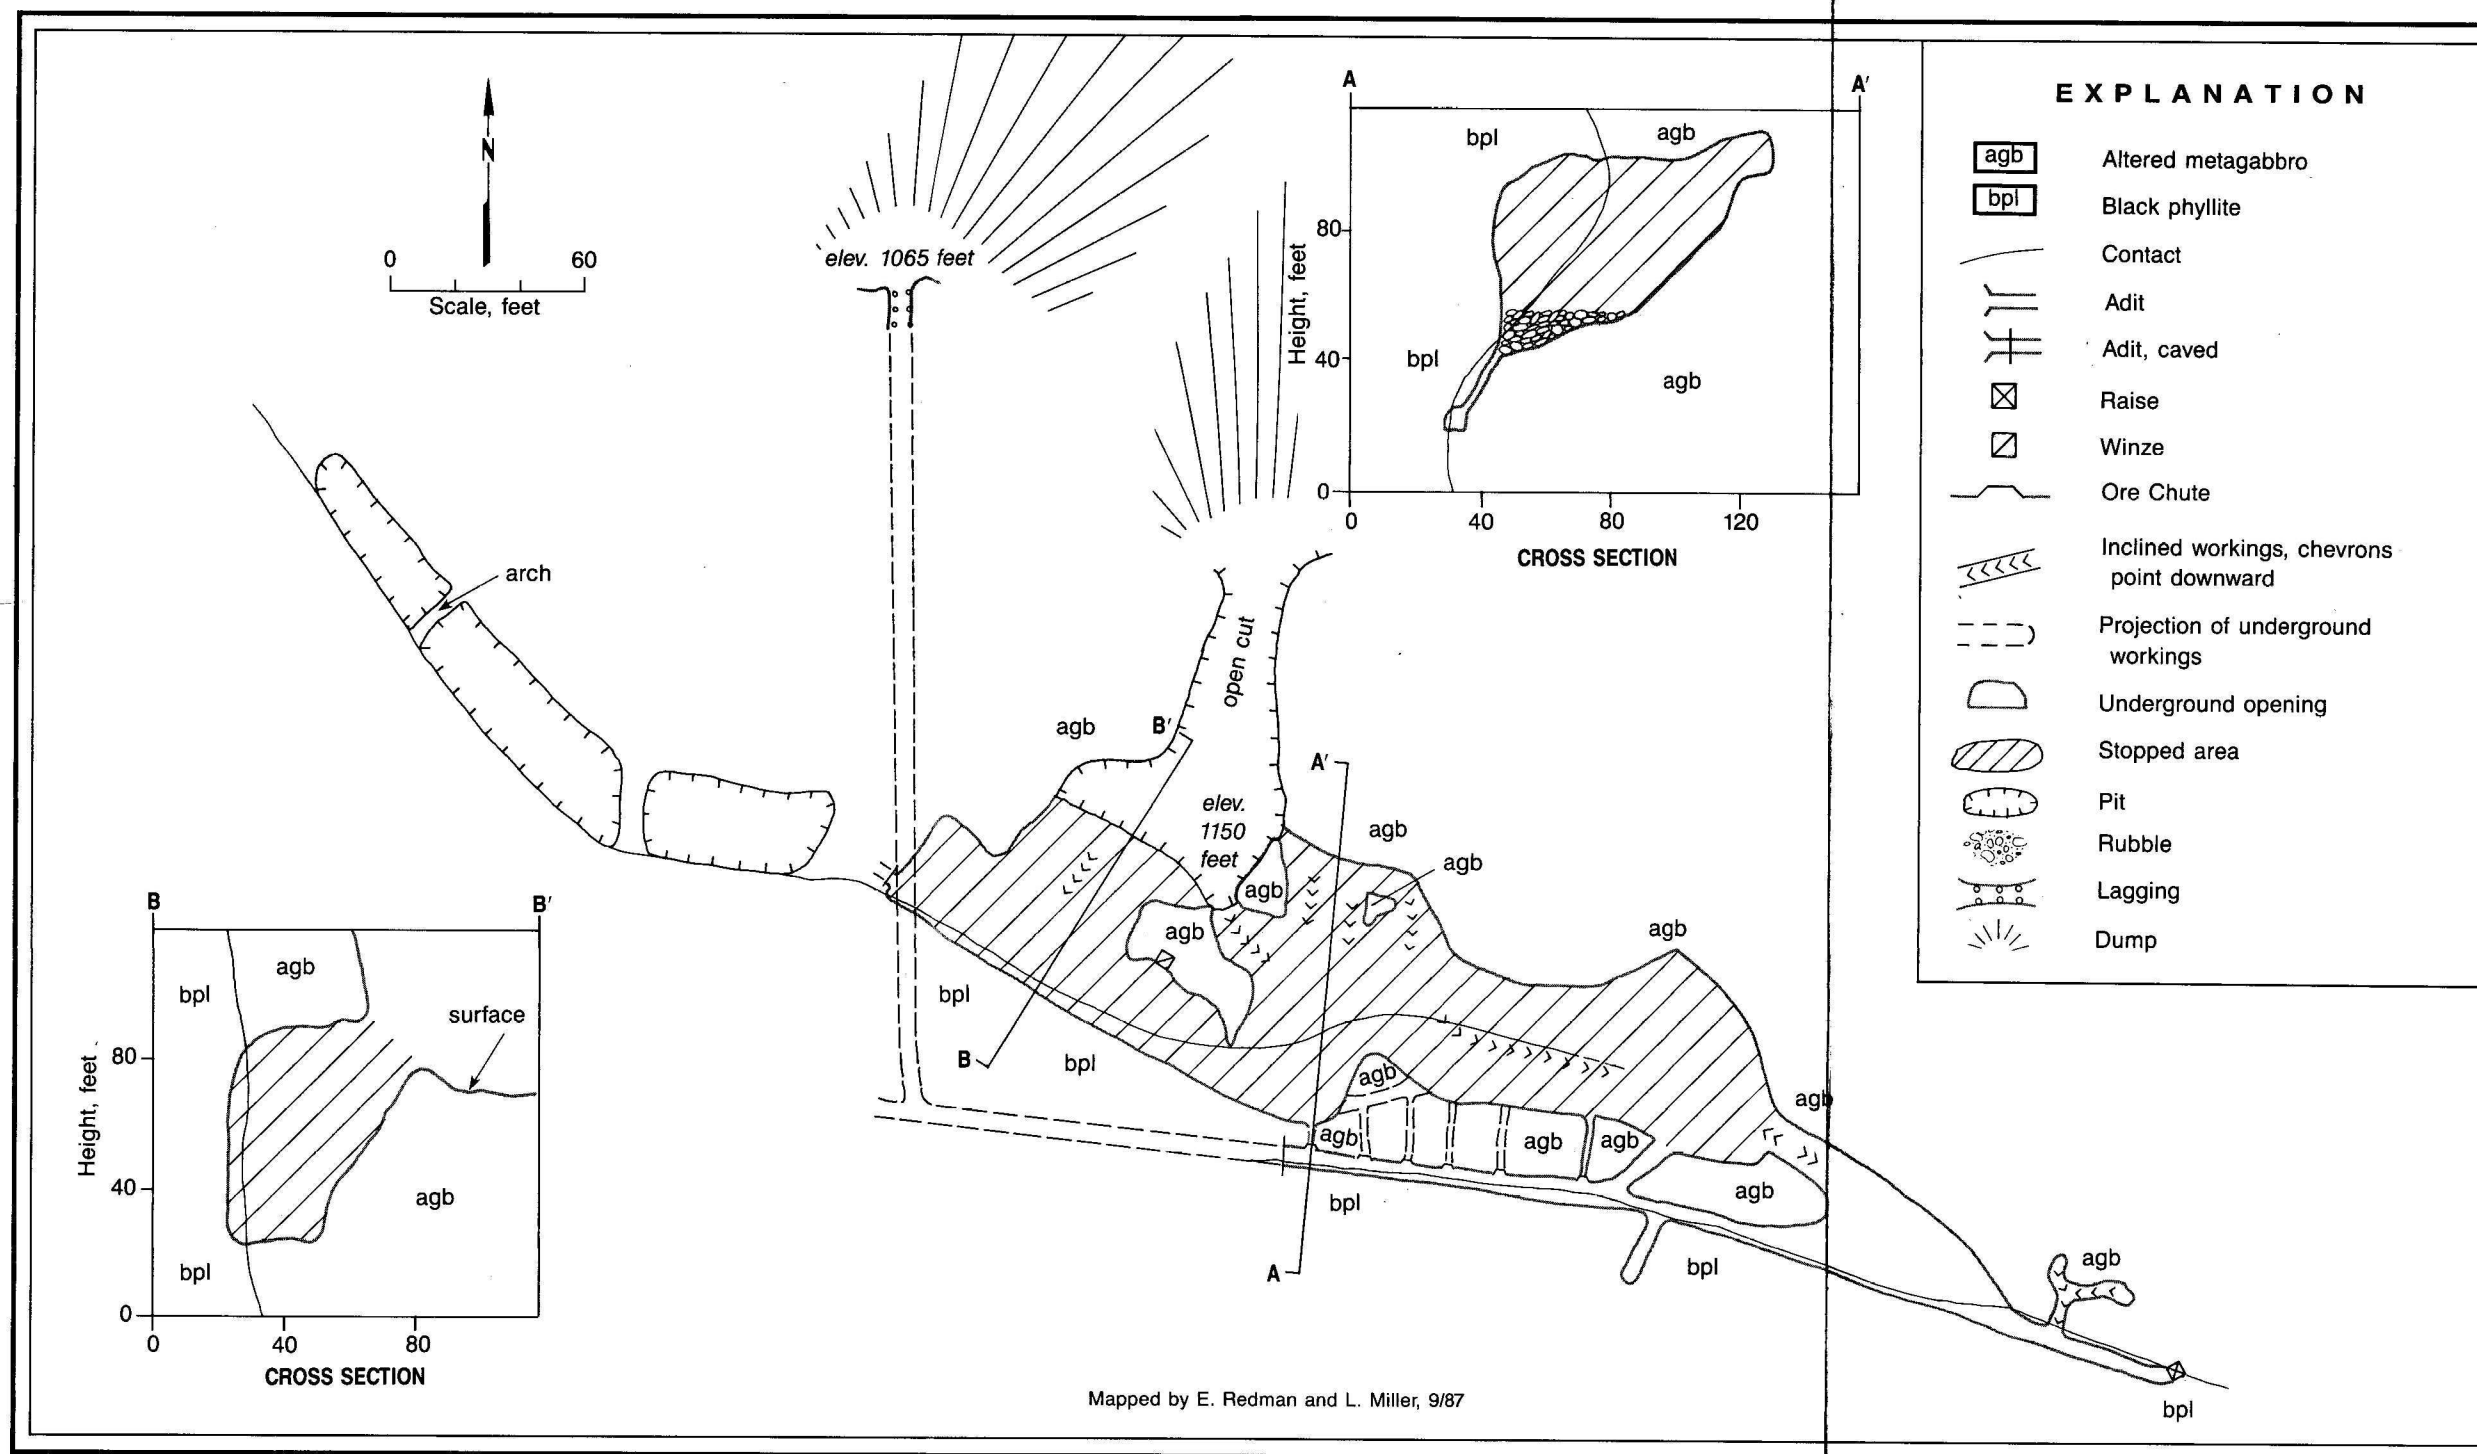 N
0 60
Scale, feet
elev. 1065 feet
arch
open cut
agb
B'
A'
elev.
1150
feet
agb
agb
agb
agb
agb
agb
bpl
B
bpl
agb
agb
agb
agb
agb
agb
bpl
A
bpl
agb
bpl
A A'
bpl agb
Height, feet
80
40
0
bpl
agb
0 40 80 120
CROSS SECTION
B B'
agb
bpl
surface
Height, feet
80
40
0
agb
bpl
0 40 80
CROSS SECTION
Mapped by E. Redman and L. Miller, 9/87
EXPLANATION
agb Altered metagabbro
bpl Black phyllite
Contact
Adit
Adit, caved
Raise
Winze
Ore Chute
Inclined workings, chevrons
point downward
Projection of underground
workings
Underground opening
Stopped area
Pit
Rubble
Lagging
Dump